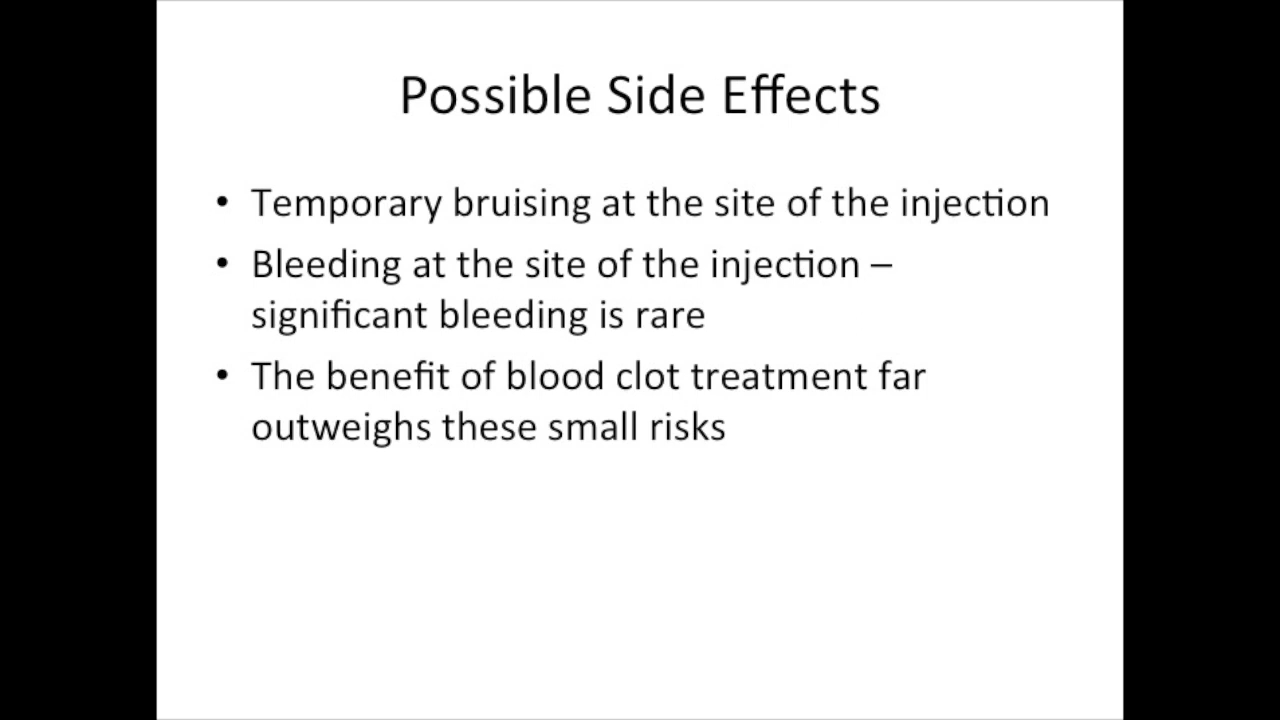 Possible Side Effects
• Temporary bruising at the site of the injection
• Bleeding at the site of the injection –
significant bleeding is rare
• The benefit of blood clot treatment far
outweighs these small risks